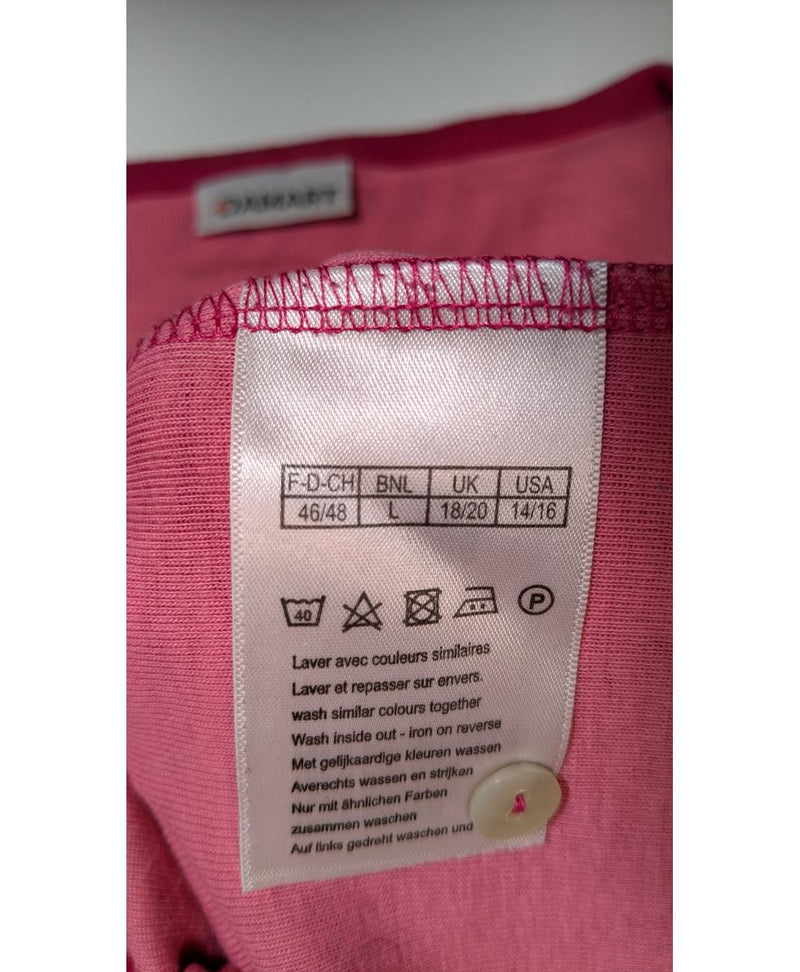 DAMART
F-D-CH BNL UK USA
46/48 L 18/20 14/16
40 P
Laver avec couleurs similaires
Laver et repasser sur envers.
wash similar colours together
Wash inside out - iron on reverse
Met gelijkaardige kleuren wassen
Averechts wassen en strijken
Nur mit ähnlichen Farben
zusammen waschen
Auf links gedreht waschen und